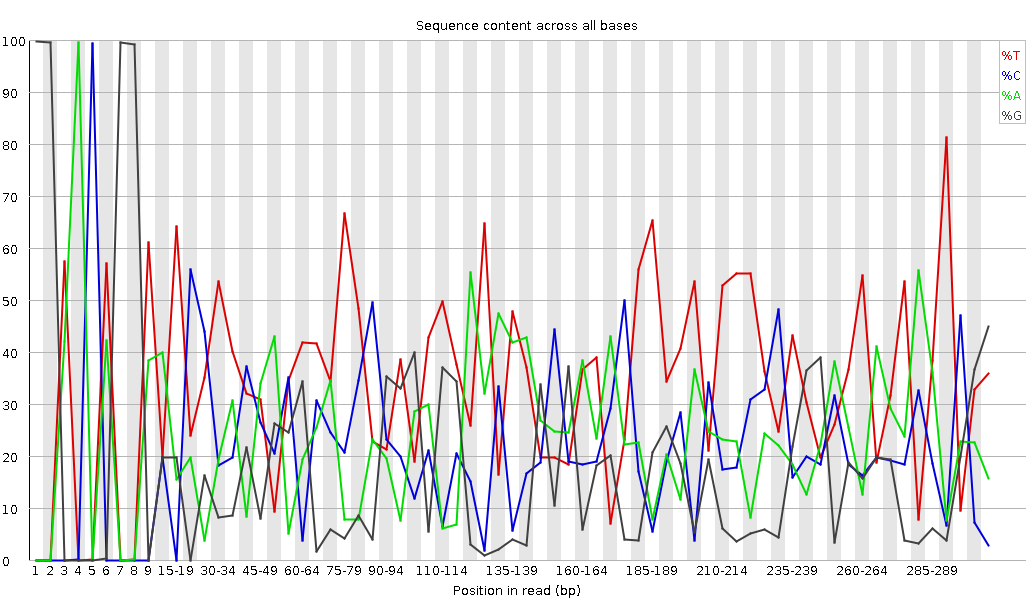 Sequence content across all bases
100
90
80
70
60
50
40
30
20
10
0
%T
%C
%A
%G
1 2 3 4 5 6 7 8 9 15-19 30-34 45-49 60-64 75-79 90-94 110-114 135-139 160-164 185-189 210-214 235-239 260-264 285-289
Position in read (bp)